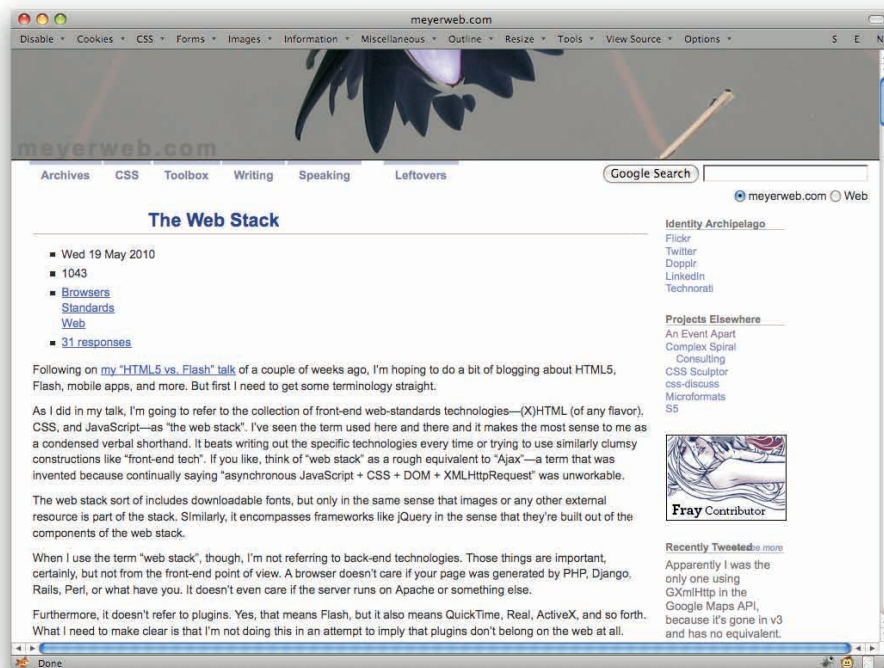 meyerweb.com
Disable Cookies CSS Forms Images Information Miscellaneous Outline Resize Tools View Source Options S E N
meyerweb.com
Archives CSS Toolbox Writing Speaking Leftovers
Google Search
meyerweb.com Web
The Web Stack
Wed 19 May 2010
1043
Browsers
Standards
Web
31 responses
Following on my "HTML5 vs. Flash" talk of a couple of weeks ago, I'm hoping to do a bit of blogging about HTML5,
Flash, mobile apps, and more. But first I need to get some terminology straight.
As I did in my talk, I'm going to refer to the collection of front-end web-standards technologies—(X)HTML (of any flavor),
CSS, and JavaScript—as "the web stack". I've seen the term used here and there and it makes the most sense to me as
a condensed verbal shorthand. It beats writing out the specific technologies every time or trying to use similarly clumsy
constructions like "front-end tech". If you like, think of "web stack" as a rough equivalent to "Ajax"—a term that was
invented because continually saying "asynchronous JavaScript + CSS + DOM + XMLHttpRequest" was unworkable.
The web stack sort of includes downloadable fonts, but only in the same sense that images or any other external
resource is part of the stack. SImilarly, it encompasses frameworks like jQuery in the sense that they're built out of the
components of the web stack.
When I use the term "web stack", though, I'm not referring to back-end technologies. Those things are important,
certainly, but not from the front-end point of view. A browser doesn't care if your page was generated by PHP, Django,
Rails, Perl, or what have you. It doesn't even care if the server runs on Apache or something else.
Furthermore, it doesn't refer to plugins. Yes, that means Flash, but it also means QuickTime, Real, ActiveX, and so forth.
What I need to make clear is that I'm not doing this in an attempt to imply that plugins don't belong on the web at all.
Identity Archipelago
Flickr
Twitter
Dopplr
LinkedIn
Technorati
Projects Elsewhere
An Event Apart
Complex Spiral
Consulting
CSS Sculptor
css-discuss
Microformats
S5
Fray Contributor
Recently Tweeted more
Apparently I was the
only one using
GXmlHttp in the
Google Maps API,
because it's gone in v3
and has no equivalent.
Done